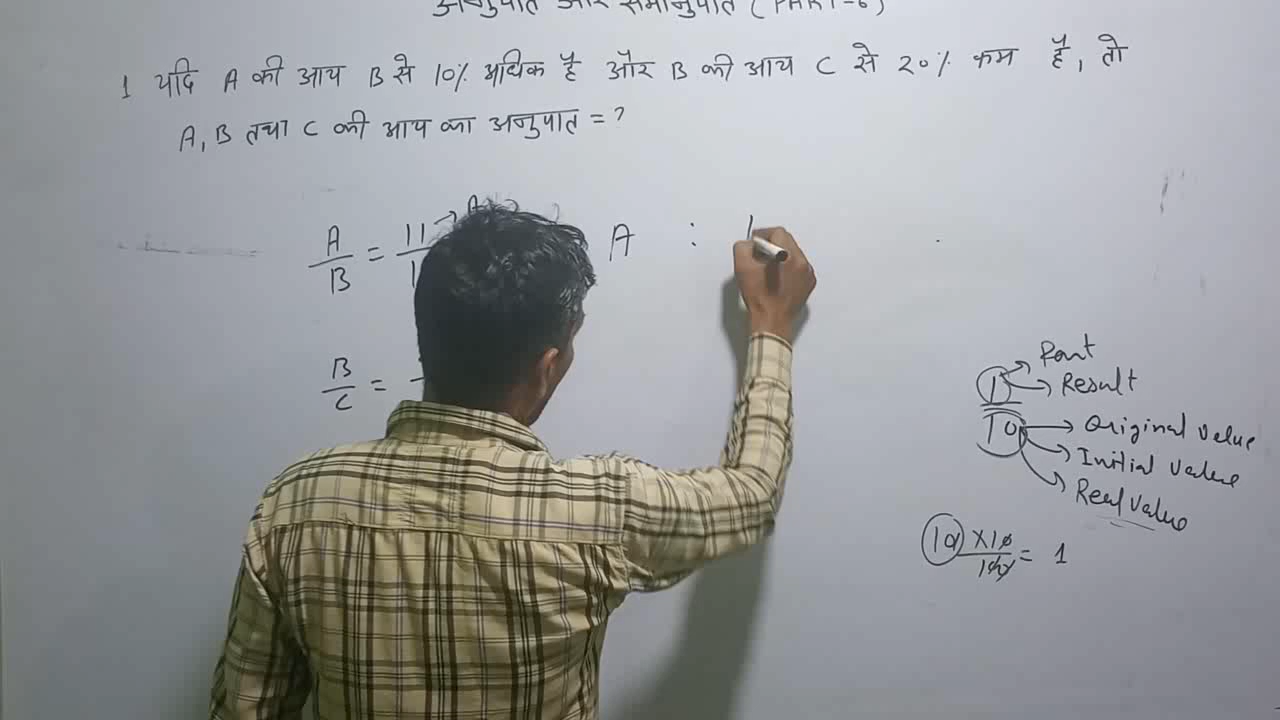 अनुपात और समानुपात (PART-6)
1 यदि A की आय B से 10% अधिक है और B की आय C से 20% कम है, तो
A, B तथा C की आय का अनुपात = ?
A/B = 11
A :
B/C =
1/10
Part
Result
Original value
Initial value
Real value
10 × 10/100 = 1